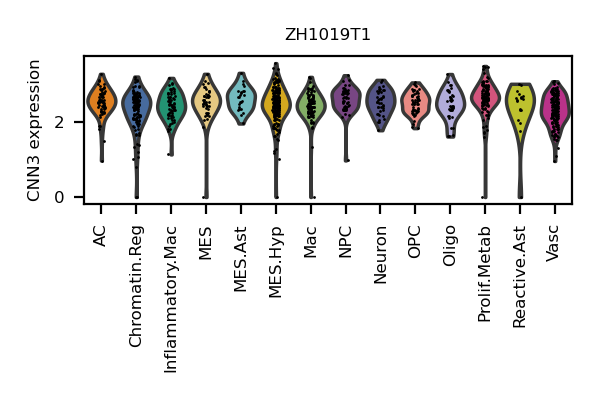 ZH1019T1
CNN3 expression
2
0
AC
Chromatin.Reg
Inflammatory.Mac
MES
MES.Ast
MES.Hyp
Mac
NPC
Neuron
OPC
Oligo
Prolif.Metab
Reactive.Ast
Vasc